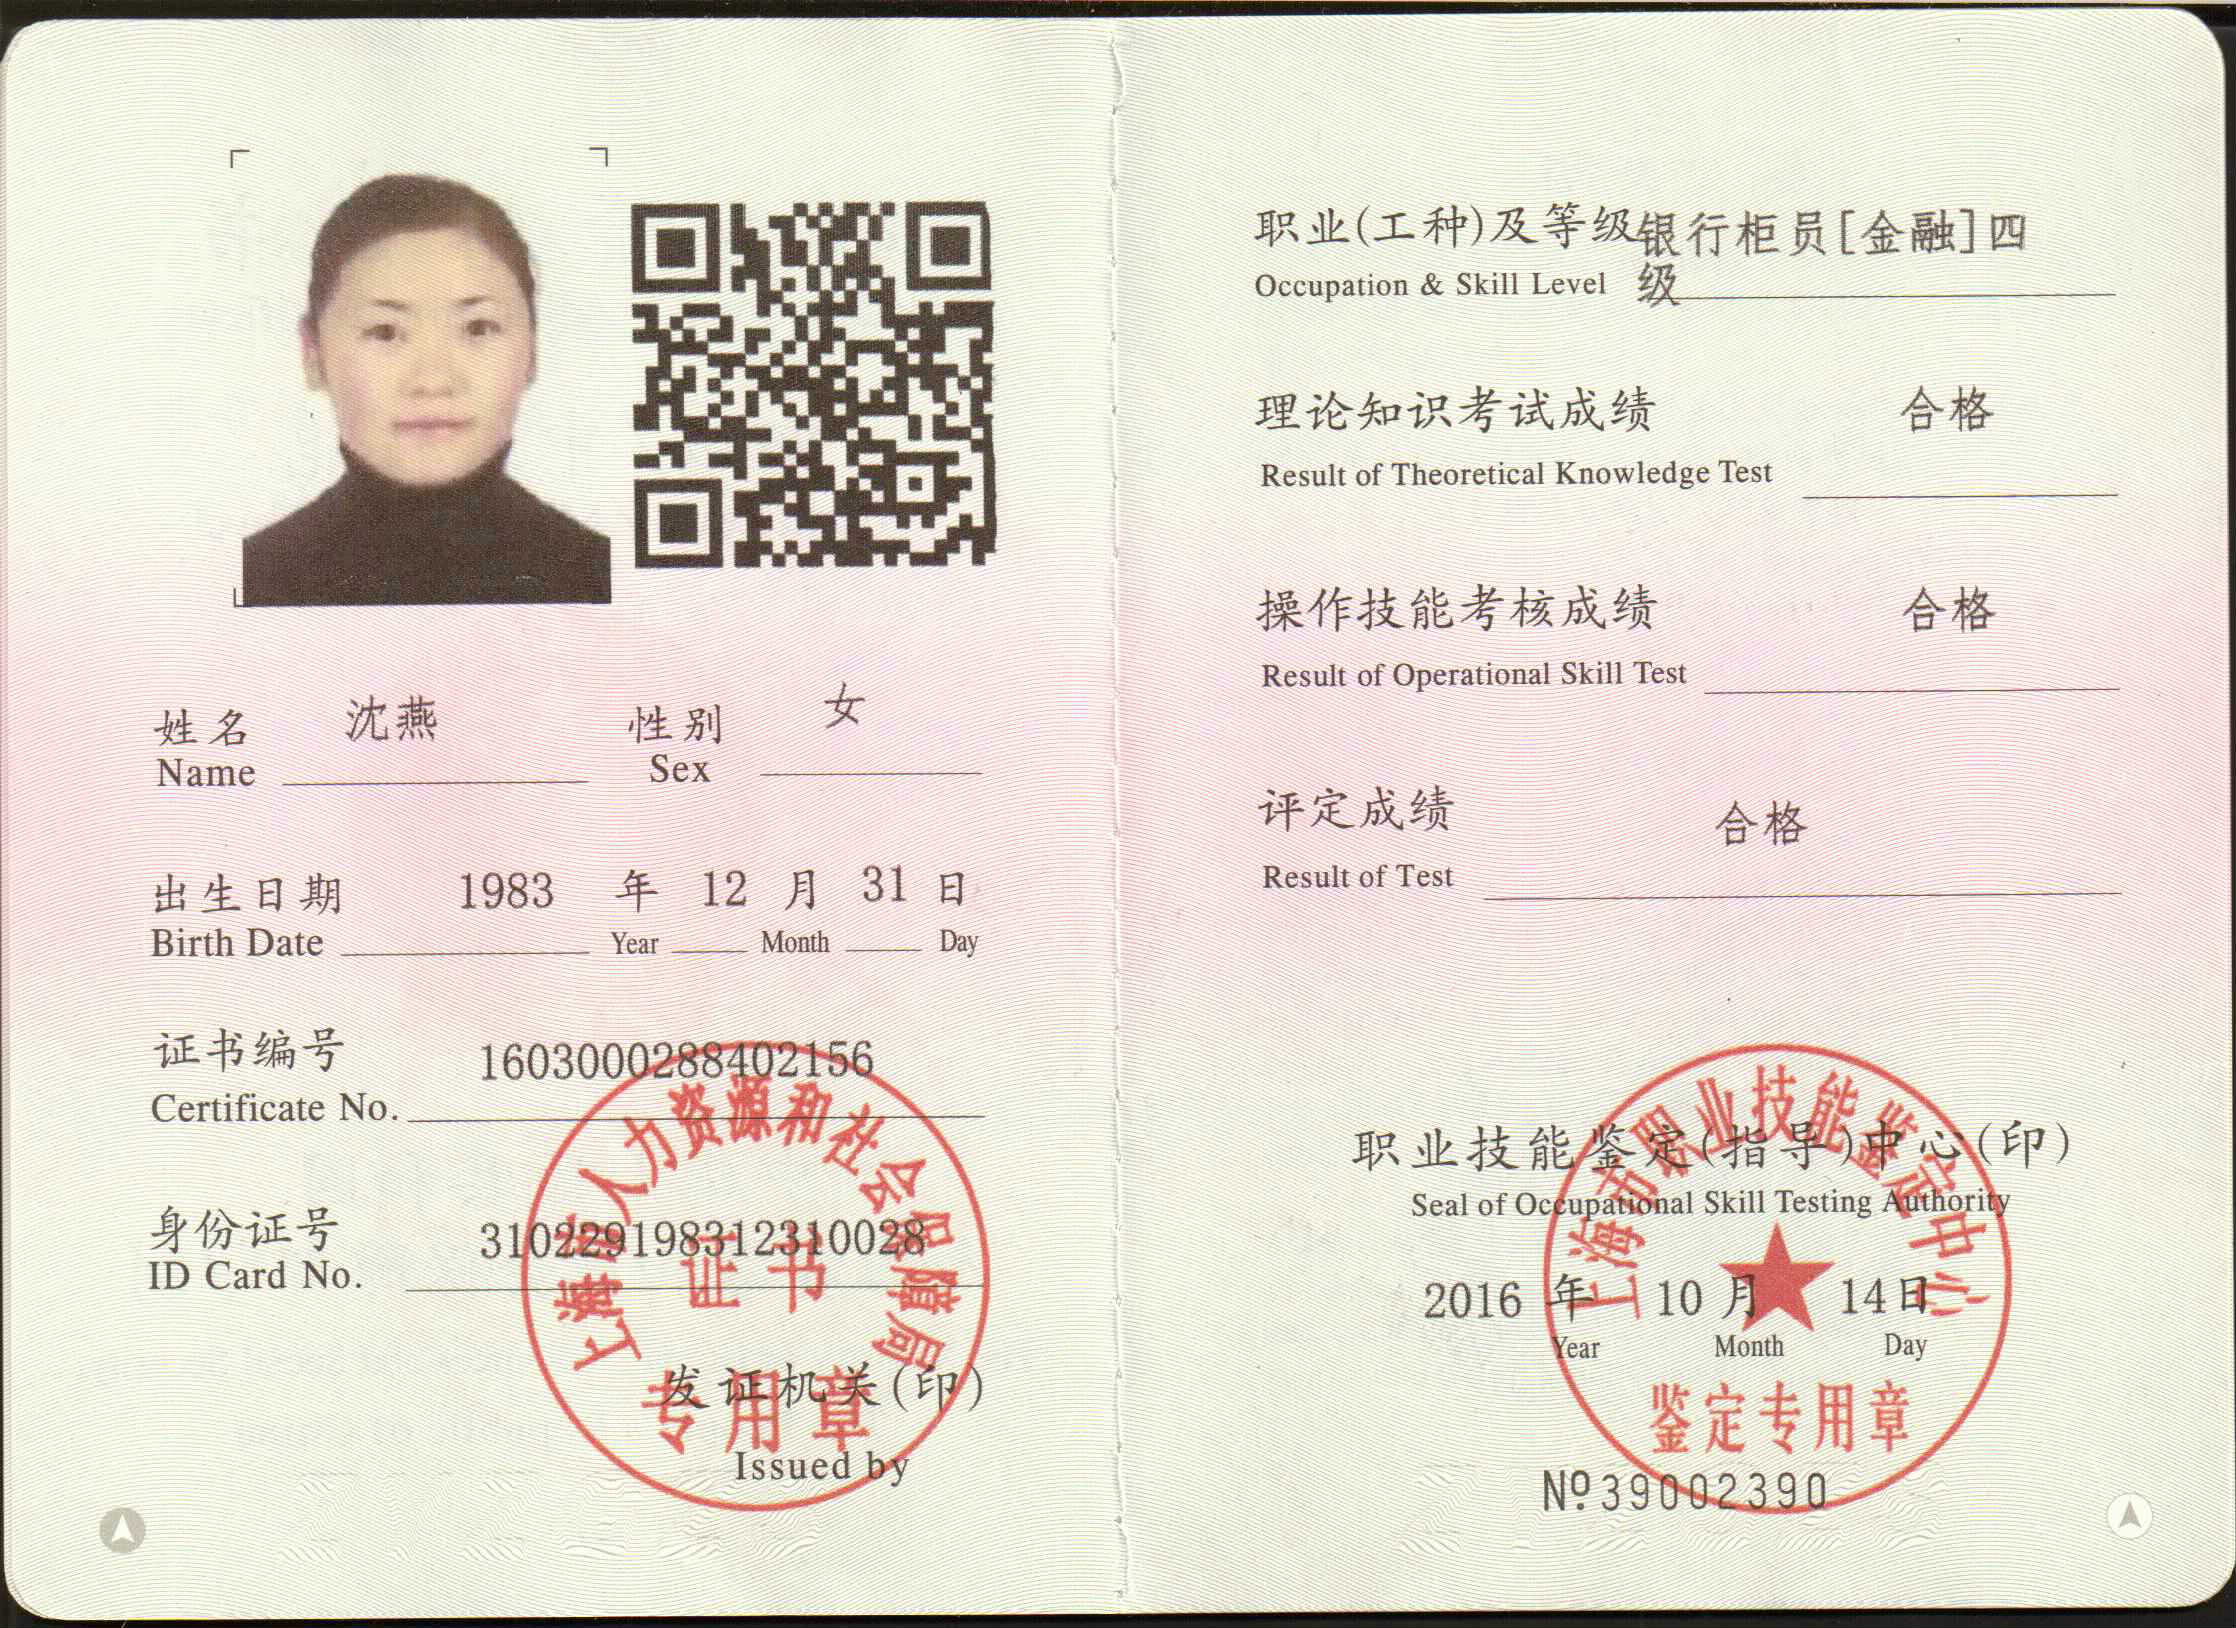 姓名 沈燕 性别 女
Name Sex
出生日期 1983 年 12 月 31 日
Birth Date Year Month Day
证书编号 1603000288402156
Certificate No.
身份证号 310229198312310028
ID Card No.
上海市人力资源和社会保障局
证书
专用章
发证机关(印)
Issued by
职业(工种)及等级 银行柜员[金融]四
Occupation & Skill Level 级
理论知识考试成绩 合格
Result of Theoretical Knowledge Test
操作技能考核成绩 合格
Result of Operational Skill Test
评定成绩 合格
Result of Test
上海市职业技能鉴定中心
职业技能鉴定(指导)中心(印)
Seal of Occupational Skill Testing Authority
2016 年 10 月 14日
Year Month Day
鉴定专用章
№39002390